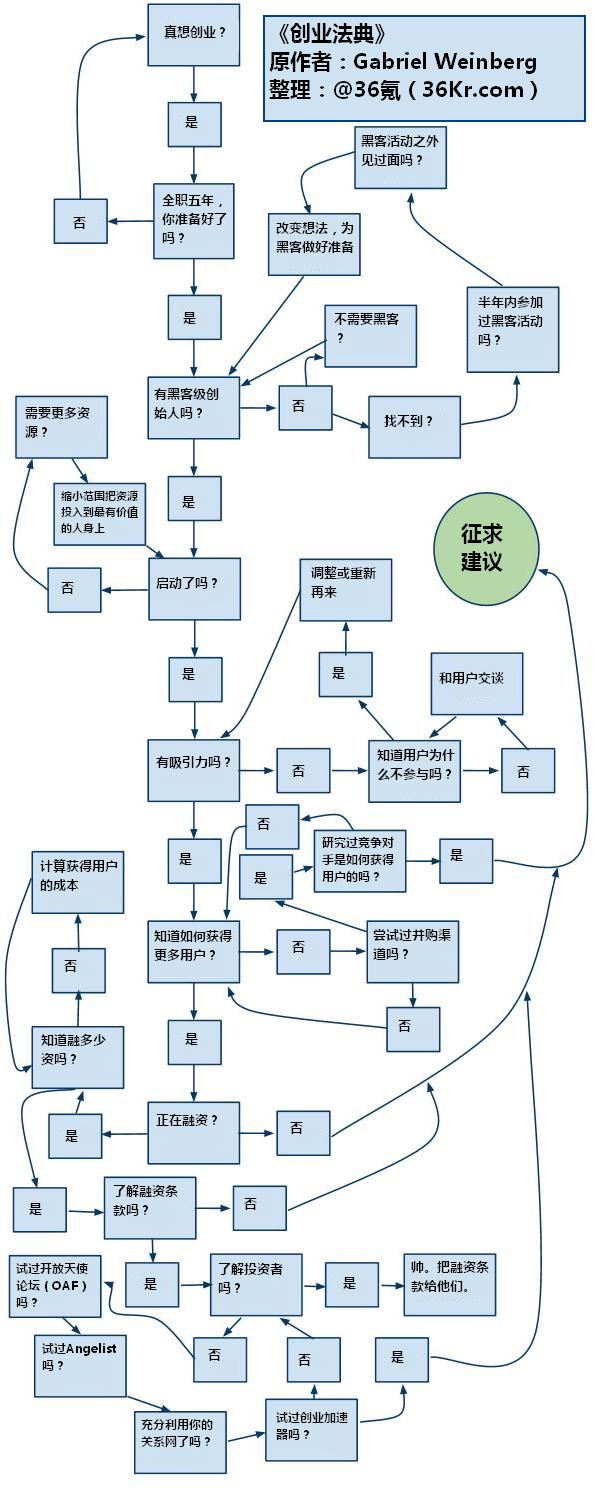 《创业法典》
原作者：Gabriel Weinberg
整理：@36氪（36Kr.com）
真想创业？
是
全职五年，
你准备好了
吗？
否
是
黑客活动之外
见过面吗？
改变想法，为
黑客做好准备
半年内参加
过黑客活动
吗？
不需要黑客
？
有黑客级创
始人吗？
否
找不到？
是
需要更多资
源？
缩小范围把资源
投入到最有价值
的人身上
启动了吗？
否
是
征求
建议
调整或重新
再来
是
和用户交谈
有吸引力吗？
否
知道用户为什
么不参与吗？
否
是
否
研究过竞争对
手是如何获得
用户的吗？
是
是
计算获得用户
的成本
否
知道如何获得
更多用户？
否
尝试过并购渠
道吗？
否
是
知道融多少
资吗？
是
正在融资？
否
是
了解融资条
款吗？
否
是
了解投资者
吗？
是
帅。把融资条
款给他们。
试过开放天使
论坛（OAF）
吗？
否
否
是
试过Angelist
吗？
充分利用你的
关系网了吗？
试过创业加速
器吗？